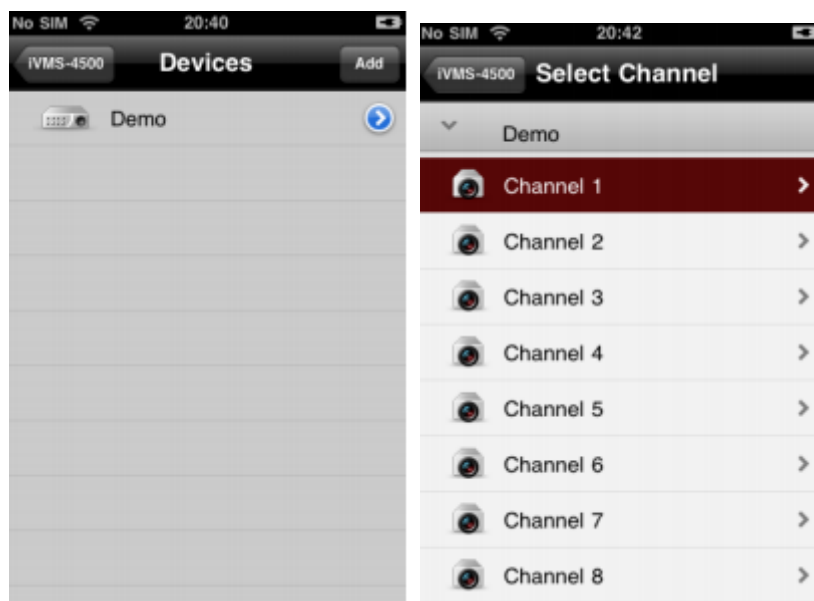 No SIM 20:40
iVMS-4500 Devices Add
Demo
No SIM 20:42
iVMS-4500 Select Channel
Demo
Channel 1
Channel 2
Channel 3
Channel 4
Channel 5
Channel 6
Channel 7
Channel 8